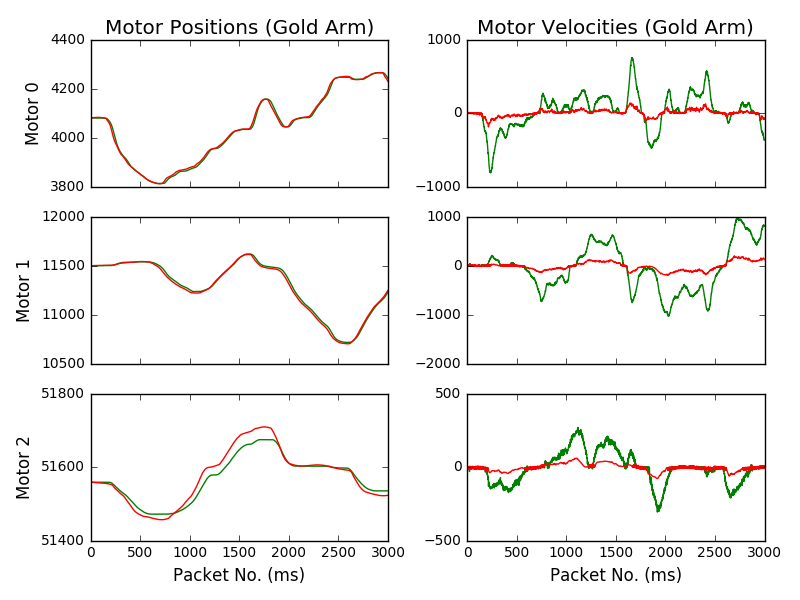 Motor Positions (Gold Arm)
Motor Velocities (Gold Arm)
Motor 0
4400
4200
4000
3800
1000
0
−1000
Motor 1
12000
11500
11000
10500
1000
0
−1000
−2000
Motor 2
51800
51600
51400
0 500 1000 1500 2000 2500 3000
Packet No. (ms)
500
0
−500
0 500 1000 1500 2000 2500 3000
Packet No. (ms)